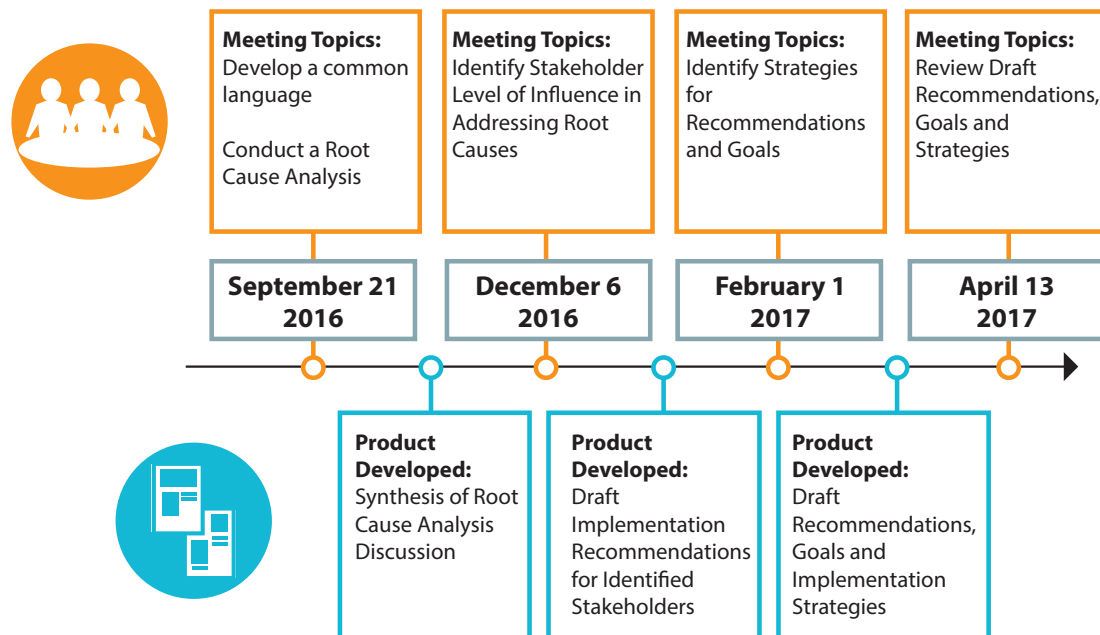 Meeting Topics:
Develop a common
language
Conduct a Root
Cause Analysis
Meeting Topics:
Identify Stakeholder
Level of Influence in
Addressing Root
Causes
Meeting Topics:
Identify Strategies
for
Recommendations
and Goals
Meeting Topics:
Review Draft
Recommendations,
Goals and
Strategies
September 21
2016
December 6
2016
February 1
2017
April 13
2017
Product
Developed:
Synthesis of Root
Cause Analysis
Discussion
Product
Developed:
Draft
Implementation
Recommendations
for Identified
Stakeholders
Product
Developed:
Draft
Recommendations,
Goals and
Implementation
Strategies